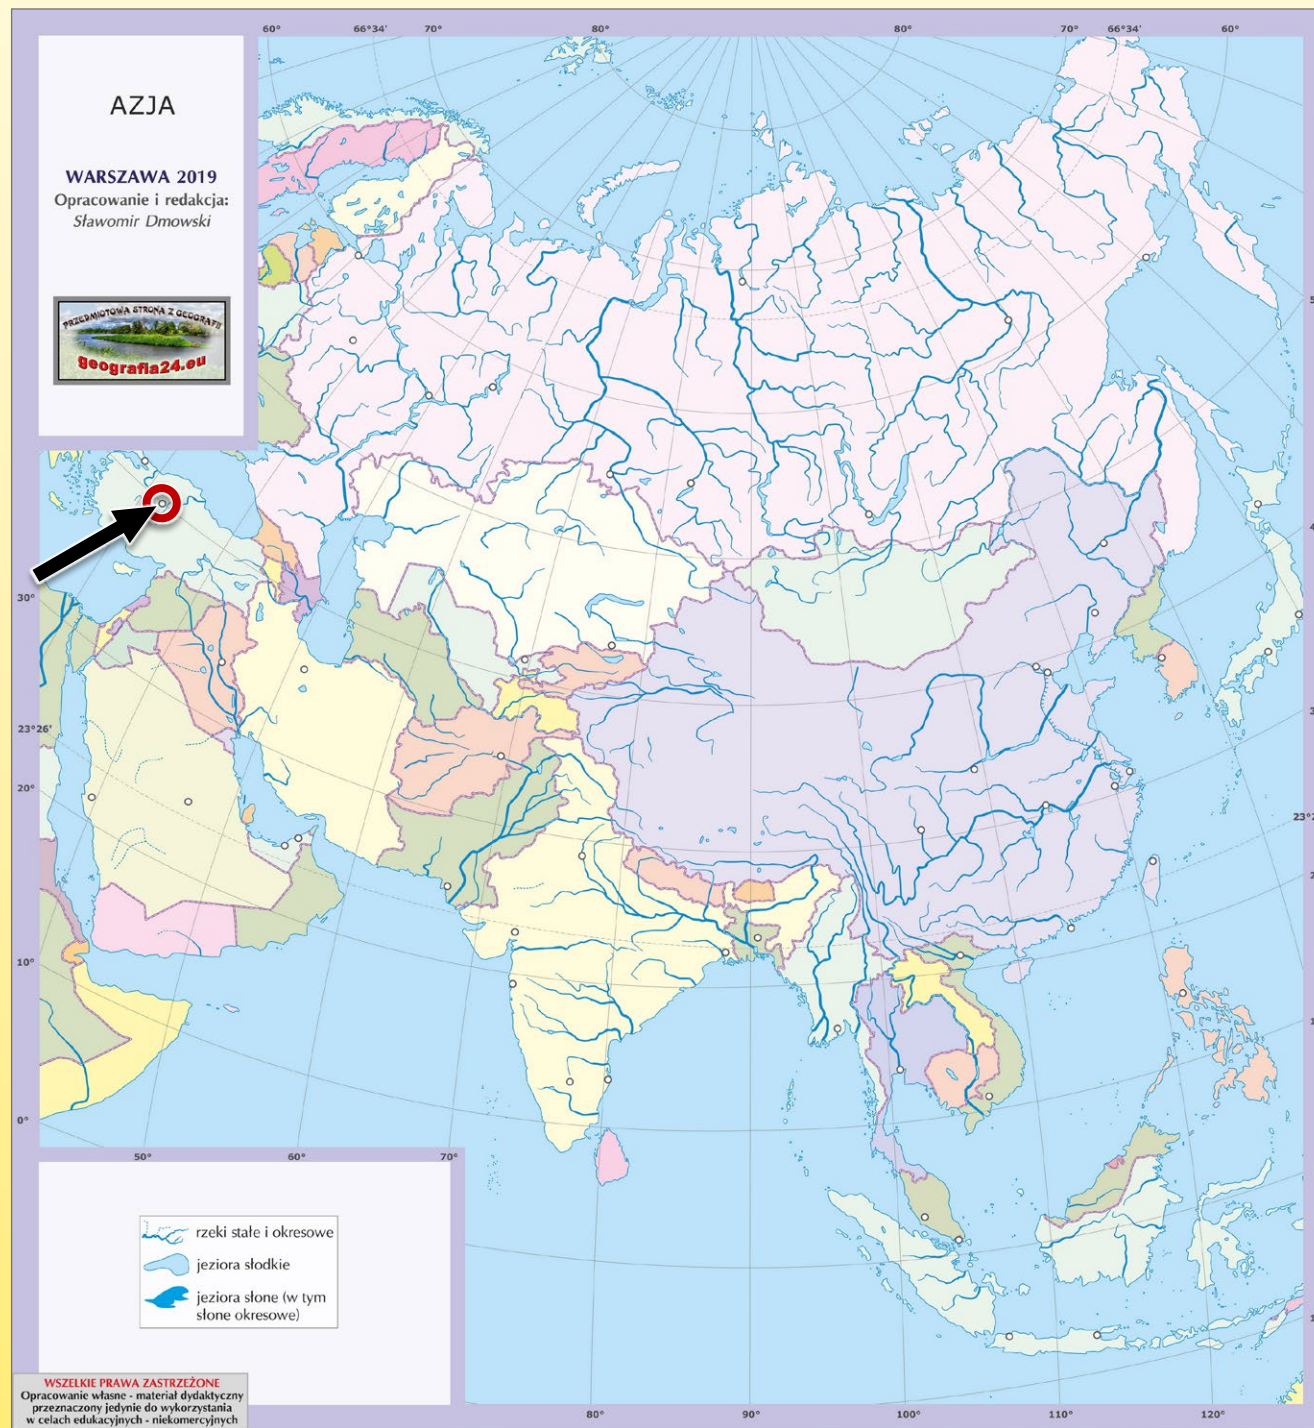 60°
66°34'
70°
80°
80°
70°
66°34'
60°
AZJA
WARSZAWA 2019
Opracowanie i redakcja:
Sławomir Dmowski
PRZEDMIOTOWA STRONA Z GEOGRAFII
geografia24.eu
30°
23°26'
20°
10°
0°
50°
60°
70°
rzeki stałe i okresowe
jeziora słodkie
jeziora słone (w tym
słone okresowe)
WSZELKIE PRAWA ZASTRZEŻONE
Opracowanie własne - materiał dydaktyczny
przeznaczony jedynie do wykorzystania
w celach edukacyjnych - niekomercyjnych
80°
90°
100°
110°
120°